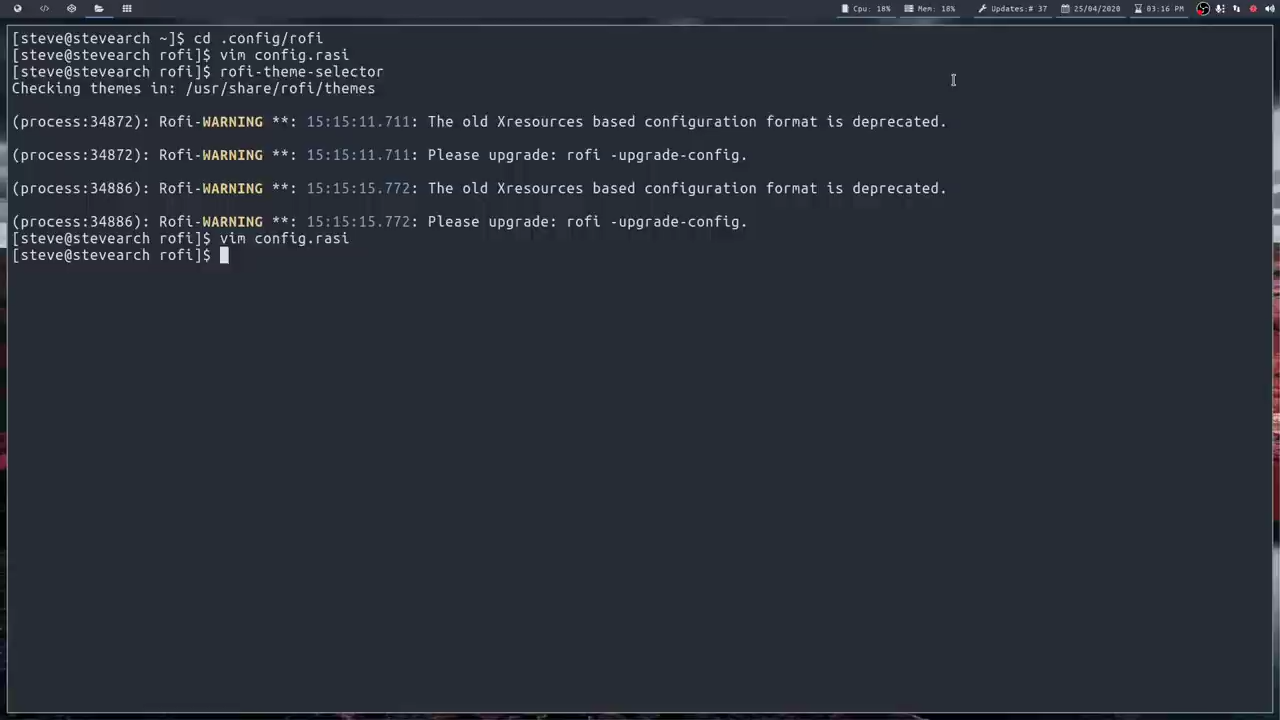 Cpu: 18% Mem: 18% Updates:# 37 25/04/2020 03:16 PM
[steve@stevearch ~]$ cd .config/rofi
[steve@stevearch rofi]$ vim config.rasi
[steve@stevearch rofi]$ rofi-theme-selector
Checking themes in: /usr/share/rofi/themes
(process:34872): Rofi-WARNING **: 15:15:11.711: The old Xresources based configuration format is deprecated.
(process:34872): Rofi-WARNING **: 15:15:11.711: Please upgrade: rofi -upgrade-config.
(process:34886): Rofi-WARNING **: 15:15:15.772: The old Xresources based configuration format is deprecated.
(process:34886): Rofi-WARNING **: 15:15:15.772: Please upgrade: rofi -upgrade-config.
[steve@stevearch rofi]$ vim config.rasi
[steve@stevearch rofi]$